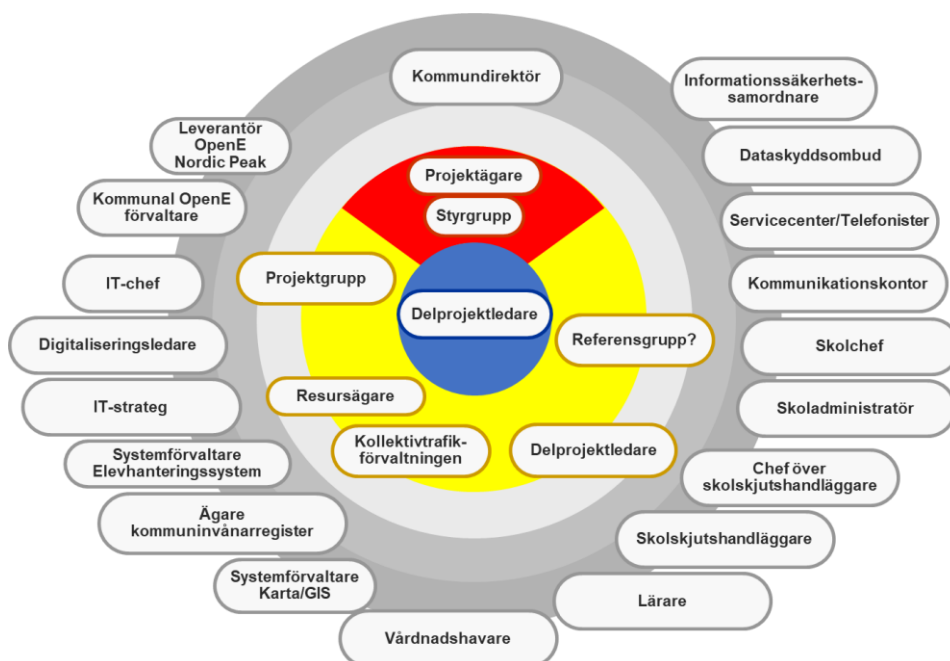 Kommundirektör
Informationssäkerhets-
samordnare
Leverantör
OpenE
Nordic Peak
Dataskyddsombud
Projektägare
Kommunal OpenE
förvaltare
Styrgrupp
Servicecenter/Telefonister
Projektgrupp
IT-chef
Kommunikationskontor
Delprojektledare
Digitaliseringsledare
Referensgrupp?
Skolchef
Resursägare
IT-strateg
Skoladministratör
Kollektivtrafik-
förvaltningen
Delprojektledare
Systemförvaltare
Elevhanteringssystem
Chef över
skolskjutshandläggare
Ägare
kommuninvånarregister
Skolskjutshandläggare
Systemförvaltare
Karta/GIS
Lärare
Vårdnadshavare